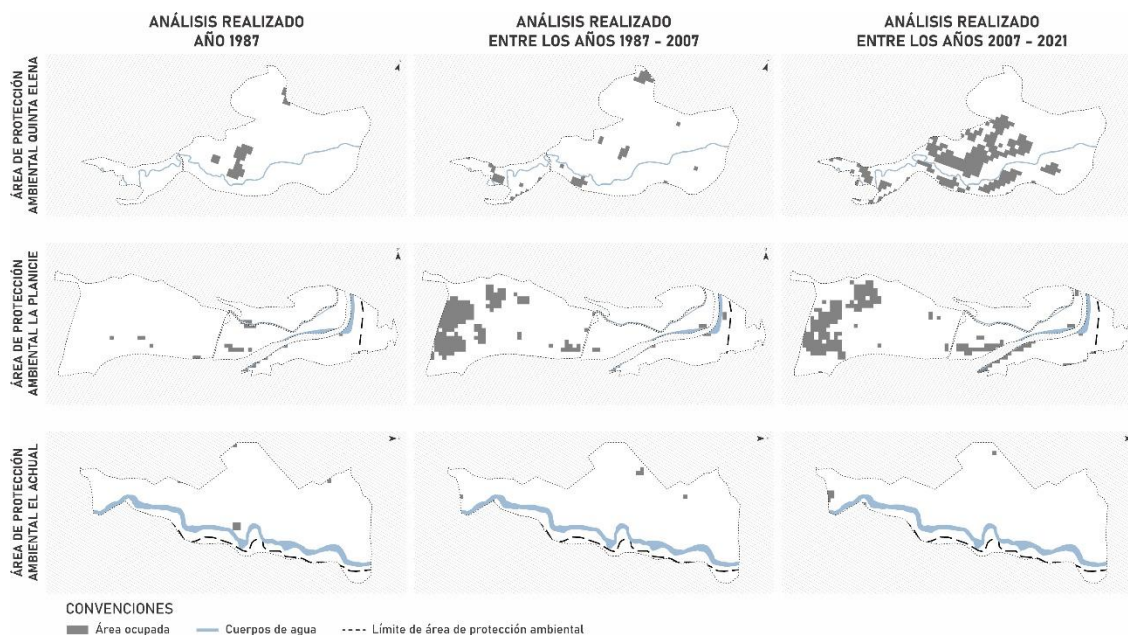 ANÁLISIS REALIZADO
AÑO 1987
ANÁLISIS REALIZADO
ENTRE LOS AÑOS 1987 - 2007
ANÁLISIS REALIZADO
ENTRE LOS AÑOS 2007 - 2021
ÁREA DE PROTECCIÓN
AMBIENTAL QUINTA ELENA
ÁREA DE PROTECCIÓN
AMBIENTAL LA PLANICIE
ÁREA DE PROTECCIÓN
AMBIENTAL EL ACHUAL
CONVENCIONES
Área ocupada
Cuerpos de agua
Límite de área de protección ambiental